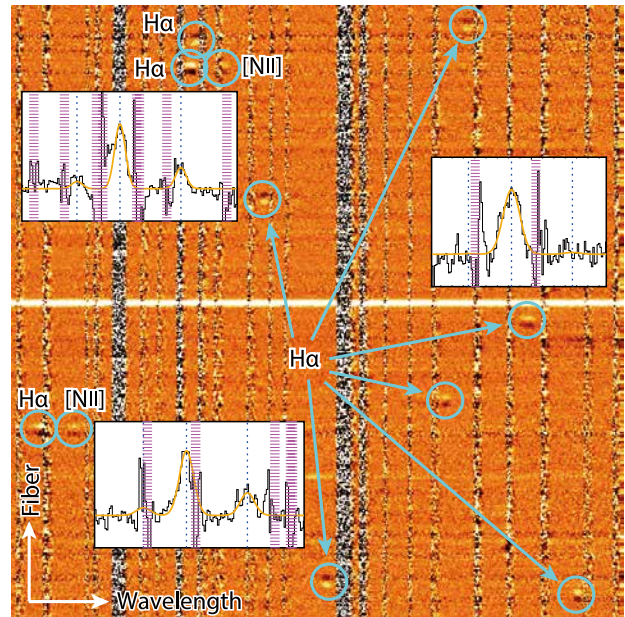 Hα
Hα
[NII]
Hα
Hα
[NII]
Fiber
Wavelength